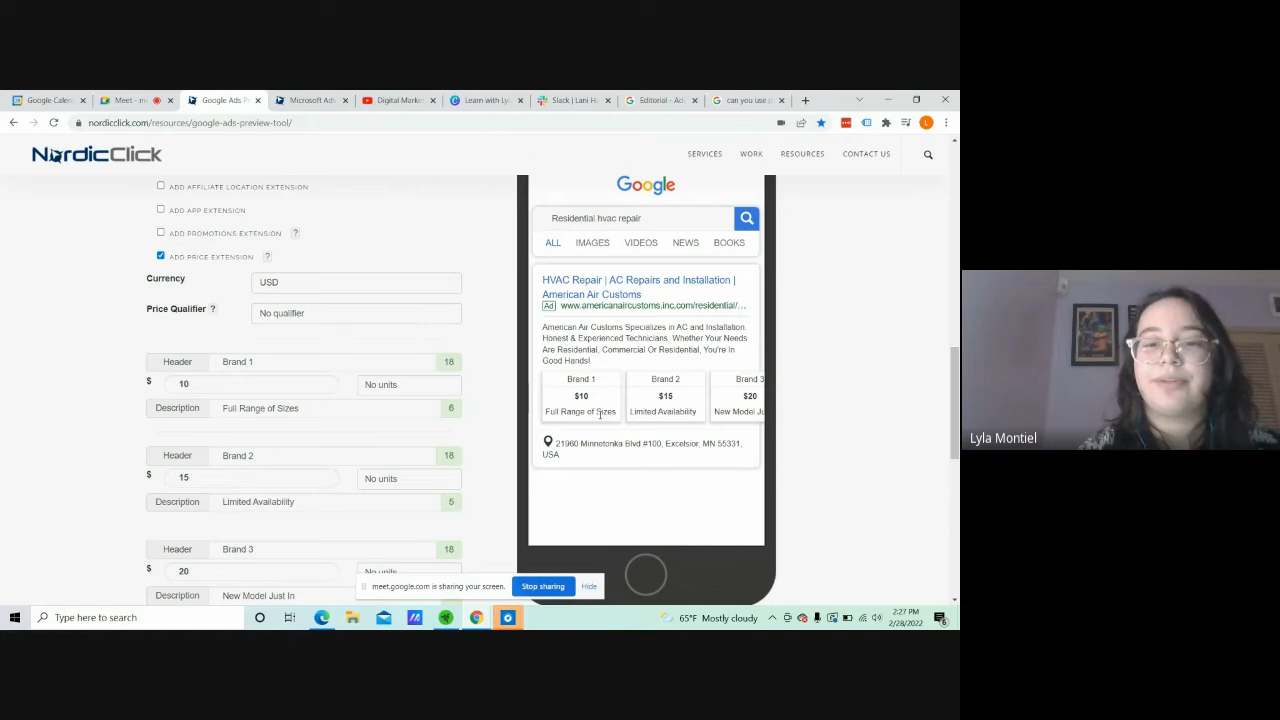 Google Calen
Meet - m
Google Ads P
Microsoft Ad
Digital Market
Learn with Ly
Slack | Lani H
Editorial - Ad
can you use p
nordicclick.com/resources/google-ads-preview-tool/
L
NordicClick
SERVICES WORK RESOURCES CONTACT US
ADD AFFILIATE LOCATION EXTENSION
ADD APP EXTENSION
ADD PROMOTIONS EXTENSION ?
ADD PRICE EXTENSION ?
Currency USD
Price Qualifier ? No qualifier
Header Brand 1 18
$ 10 No units
Description Full Range of Sizes 6
Header Brand 2 18
$ 15 No units
Description Limited Availability 5
Header Brand 3 18
$ 20 No units
Description New Model Just In
Google
Residential hvac repair
ALL IMAGES VIDEOS NEWS BOOKS
HVAC Repair | AC Repairs and Installation |
American Air Customs
Ad www.americanaircustoms.inc.com/residential/...
American Air Customs Specializes in AC and Installation.
Honest & Experienced Technicians. Whether Your Needs
Are Residential, Commercial Or Residential, You're In
Good Hands!
Brand 1 Brand 2 Brand 3
$10 $15 $20
Full Range of Sizes Limited Availability New Model Ju
21960 Minnetonka Blvd #100, Excelsior, MN 55331,
USA
meet.google.com is sharing your screen. Stop sharing Hide
Type here to search
65°F Mostly cloudy
2:27 PM
2/28/2022
6
Lyla Montiel